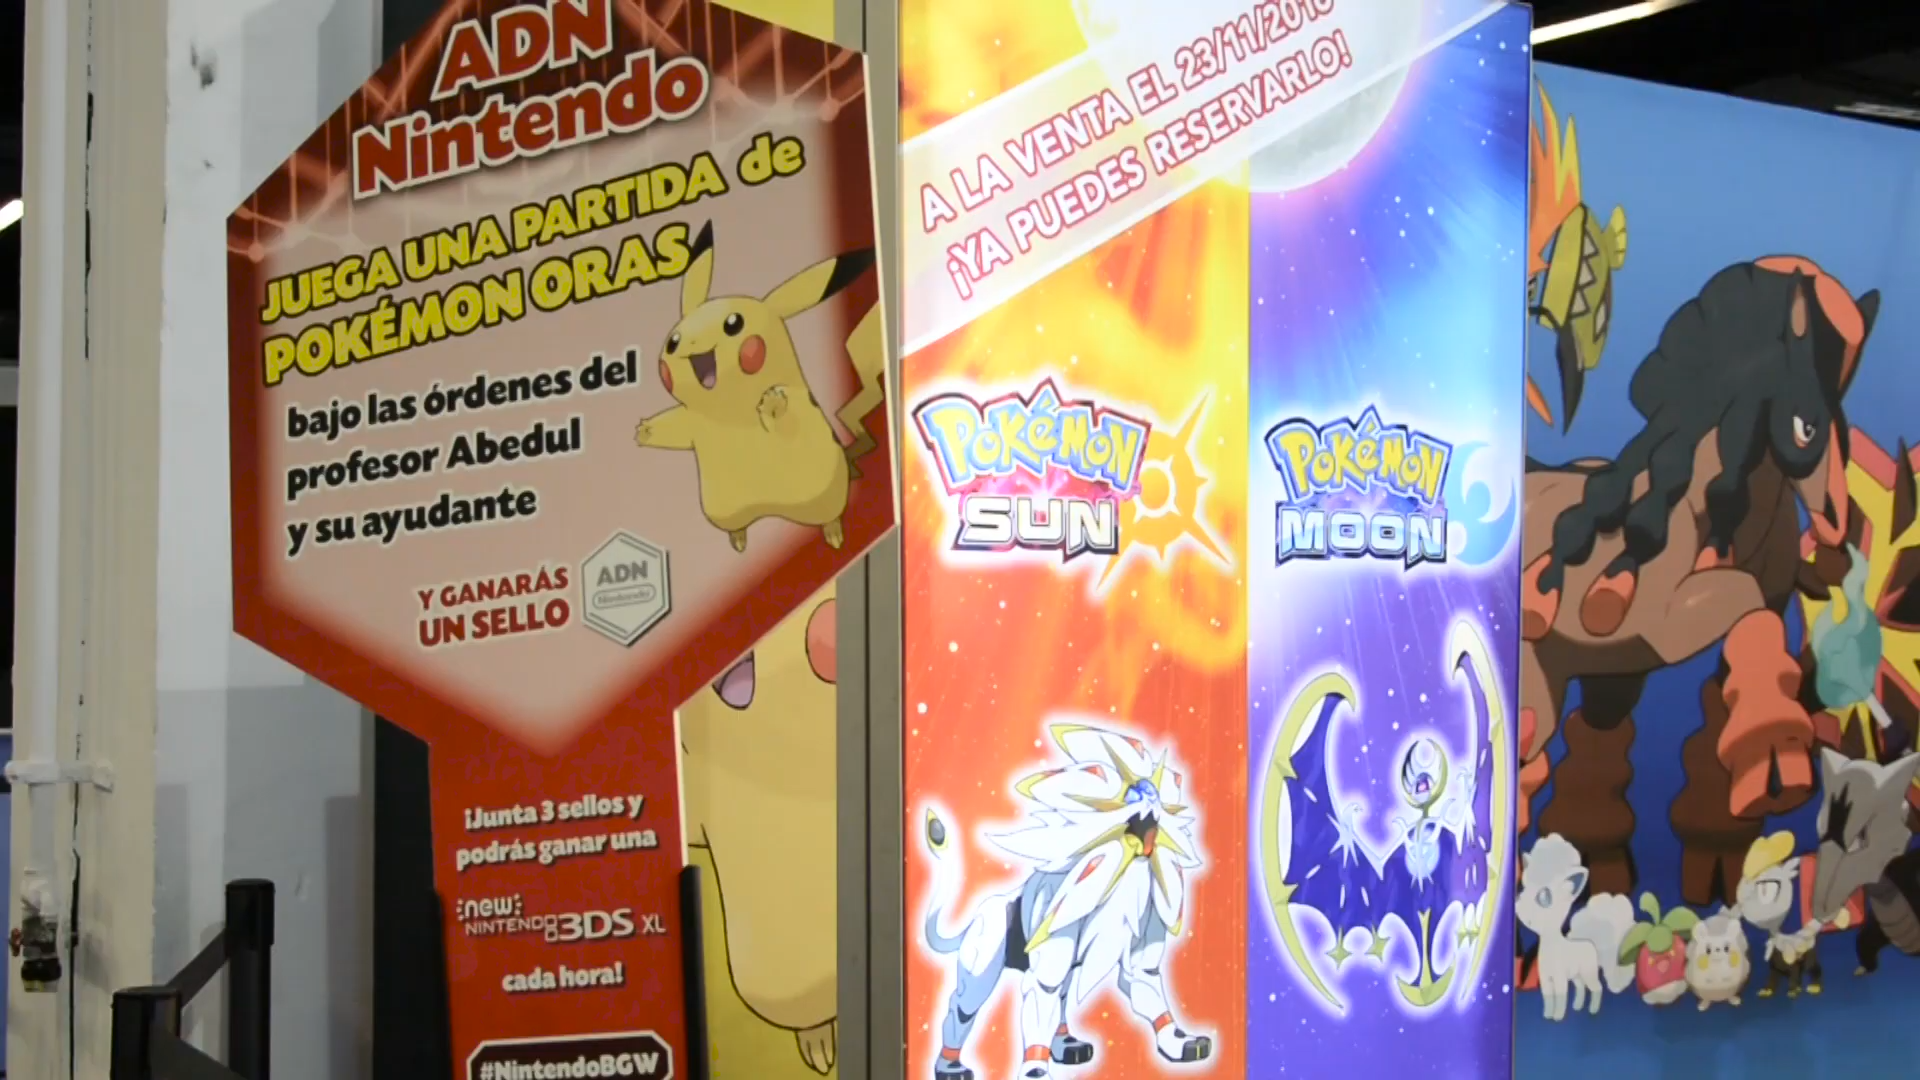 ADN
Nintendo
JUEGA UNA PARTIDA de
POKÉMON ORAS
bajo las órdenes del
profesor Abedul
y su ayudante
Y GANARÁS
UN SELLO
ADN
Nintendo
¡Junta 3 sellos y
podrás ganar una
new
NINTENDO 3DS XL
cada hora!
#NintendoBGW
A LA VENTA EL 23/11/2016
¡YA PUEDES RESERVARLO!
POKéMON
SUN
POKéMON
MOON